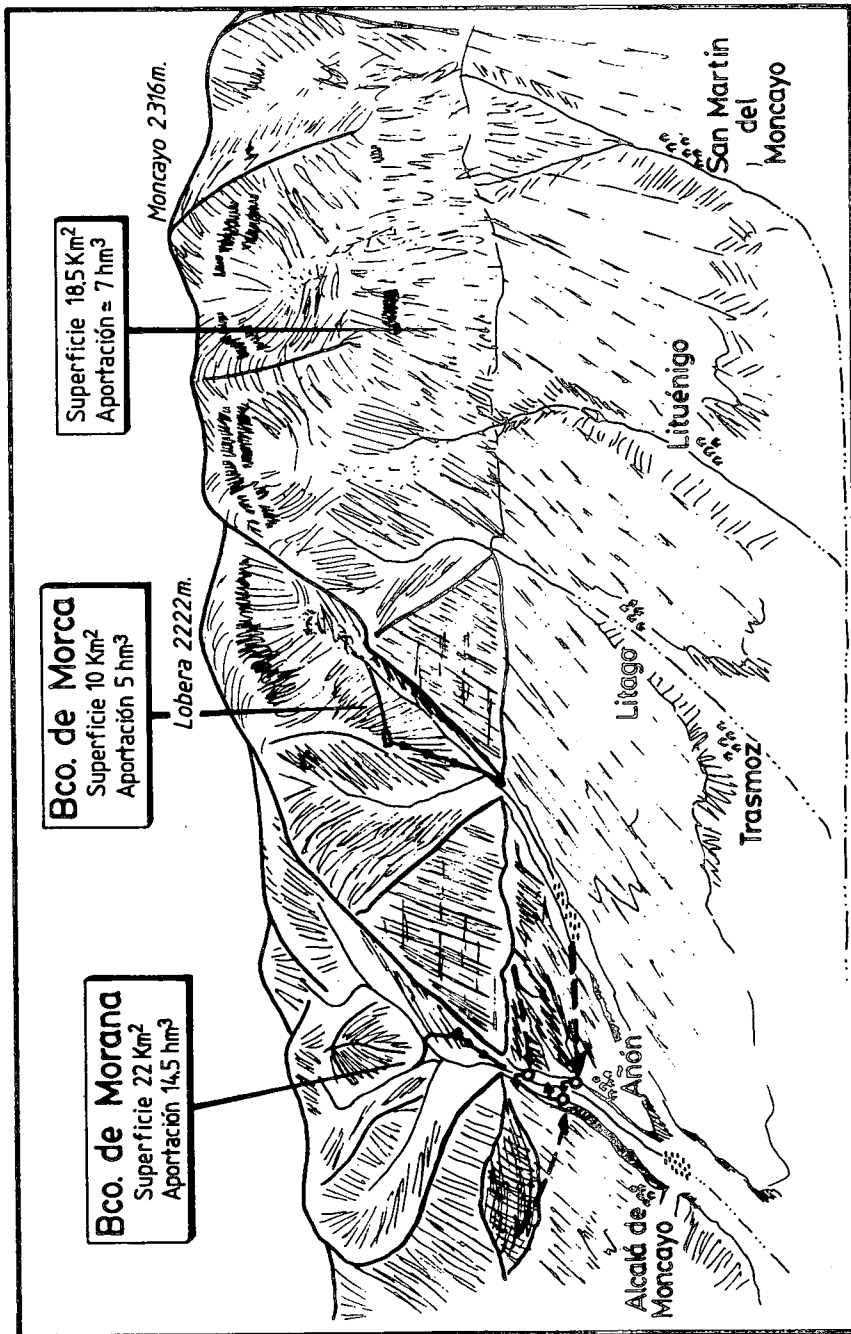 Bco. de Morana
Superficie 22 Km²
Aportación 14,5 hm³
Bco. de Morca
Superficie 10 Km²
Aportación 5 hm³
Superficie 18,5 Km²
Aportación ≃ 7 hm³
Lobera 2222m.
Moncayo 2316m.
Alcalá de
Moncayo
Añón
Trasmoz
Litago
Lituénigo
San Martin
del
Moncayo